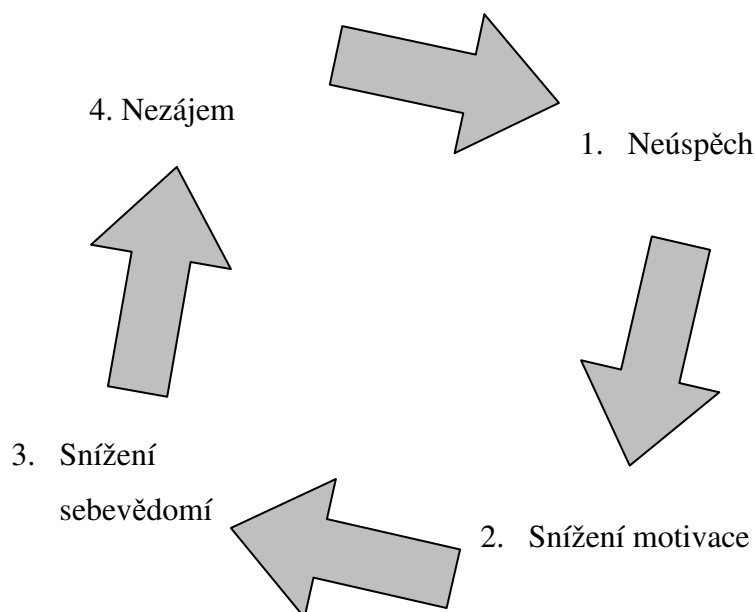 4. Nezájem
1. Neúspěch
3. Snížení
sebevědomí
2. Snížení motivace